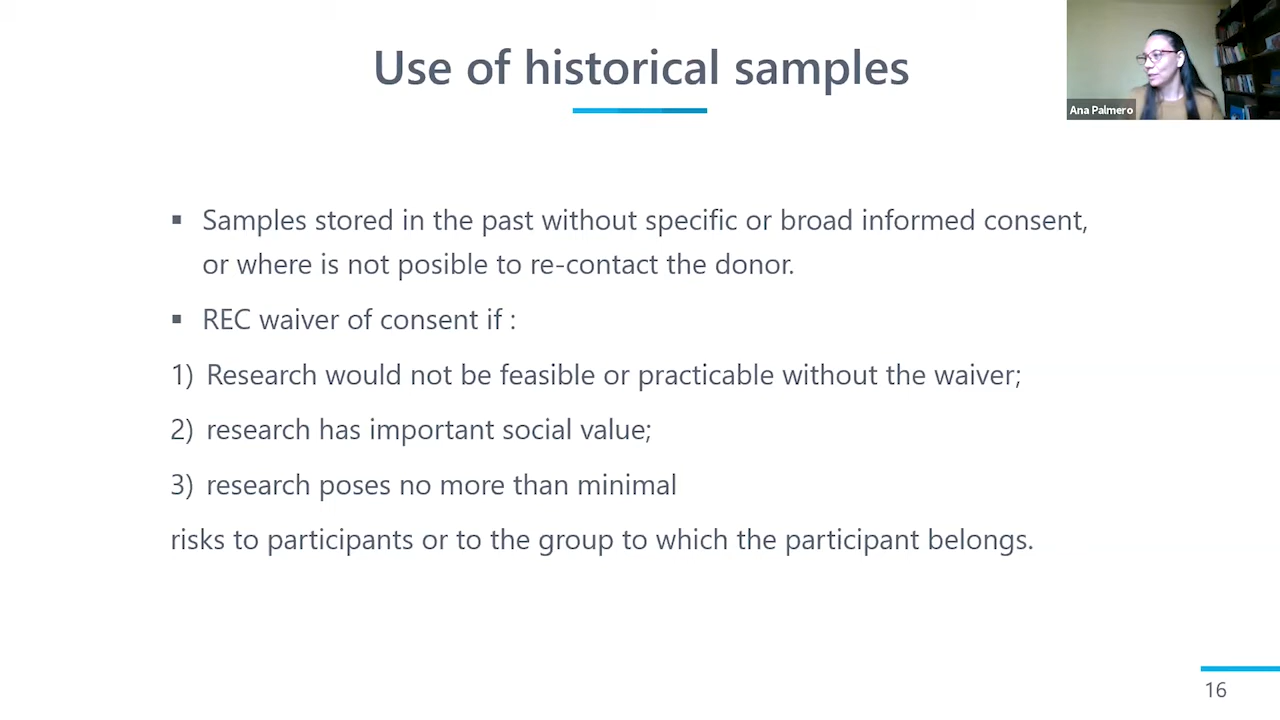 Use of historical samples
Ana Palmero
▪ Samples stored in the past without specific or broad informed consent,
or where is not posible to re-contact the donor.
▪ REC waiver of consent if :
1) Research would not be feasible or practicable without the waiver;
2) research has important social value;
3) research poses no more than minimal
risks to participants or to the group to which the participant belongs.
16